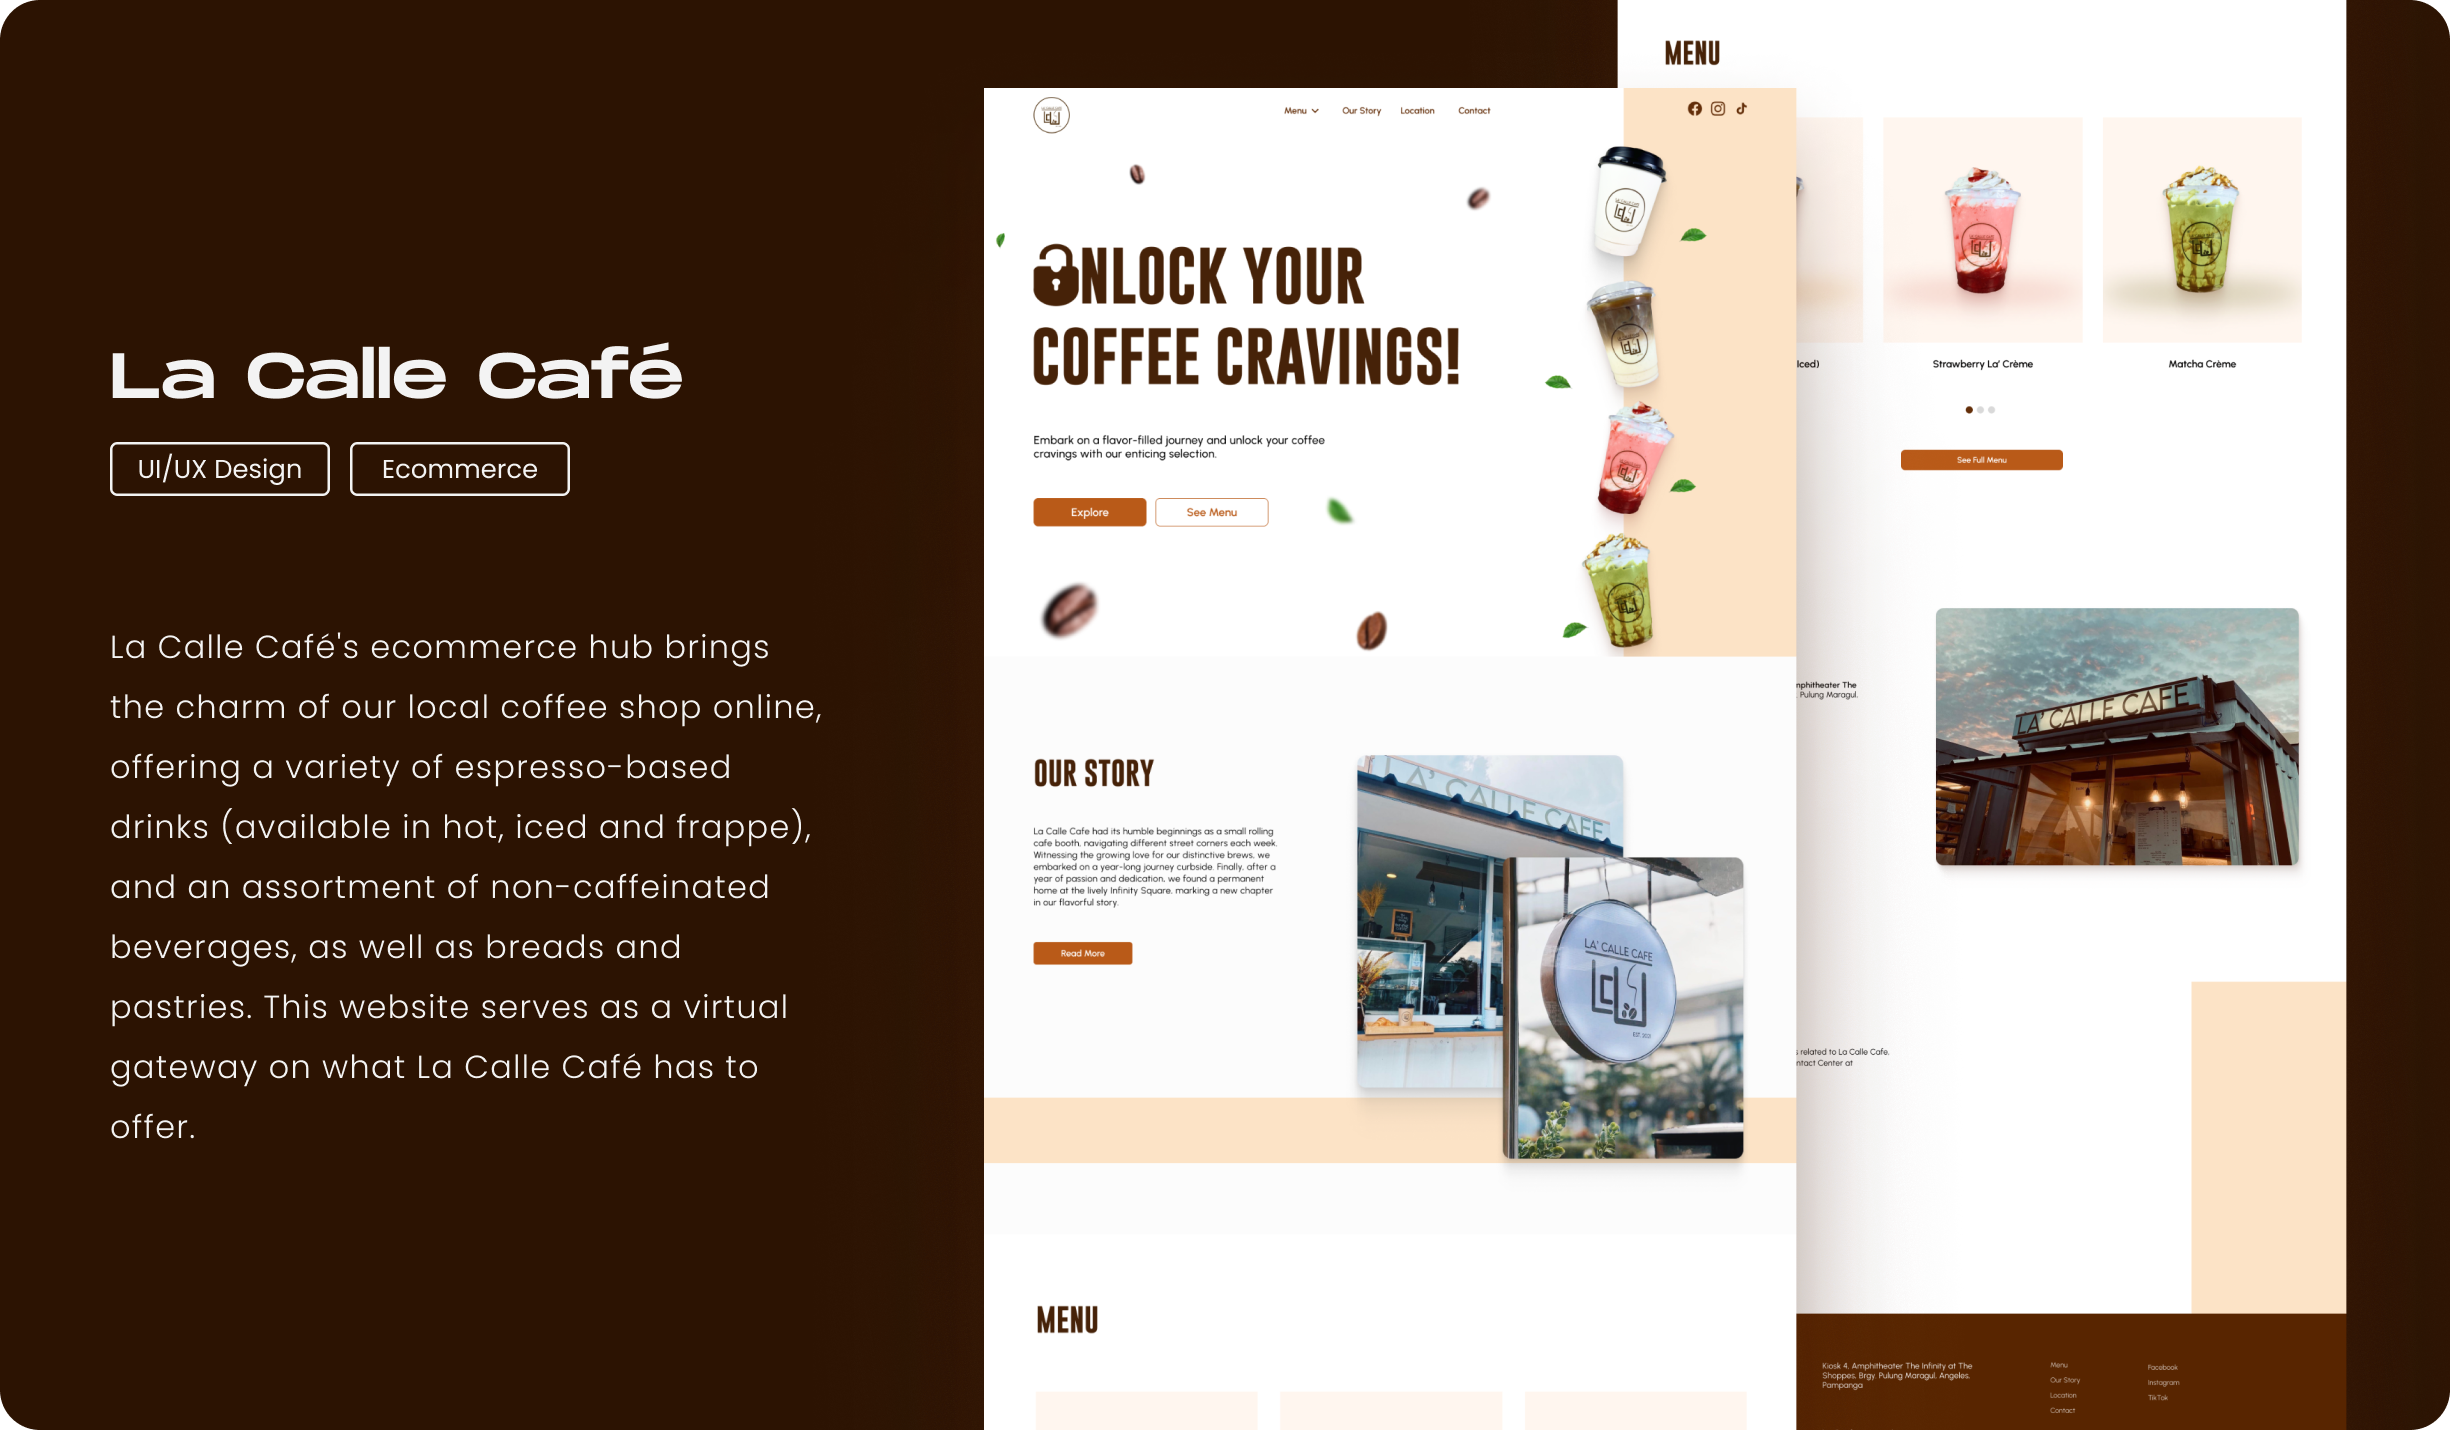 La Calle Café
UI/UX Design
Ecommerce
La Calle Café's ecommerce hub brings
the charm of our local coffee shop online,
offering a variety of espresso-based
drinks (available in hot, iced and frappe),
and an assortment of non-caffeinated
beverages, as well as breads and
pastries. This website serves as a virtual
gateway on what La Calle Café has to
offer.
Menu
Our Story
Location
Contact
NLOCK YOUR
COFFEE CRAVINGS!
Embark on a flavor-filled journey and unlock your coffee
cravings with our enticing selection.
Explore
See Menu
OUR STORY
La Calle Cafe had its humble beginnings as a small rolling
cafe booth, navigating different street corners each week.
Witnessing the growing love for our distinctive brews, we
embarked on a year-long journey curbside. Finally, after a
year of passion and dedication, we found a permanent
home at the lively Infinity Square, marking a new chapter
in our flavorful story.
Read More
LA' CALLE CAFE
LA' CALLE CAFE
MENU
MENU
Iced)
Strawberry La' Crème
Matcha Crème
See Full Menu
mphitheater The
Pulung Maragul,
LA' CALLE CAFE
related to La Calle Cafe,
ntact Center at
Kiosk 4, Amphitheater The Infinity at The
Shoppes, Brgy. Pulung Maragul, Angeles,
Pampanga
Menu
Our Story
Location
Contact
Facebook
Instagram
TikTok